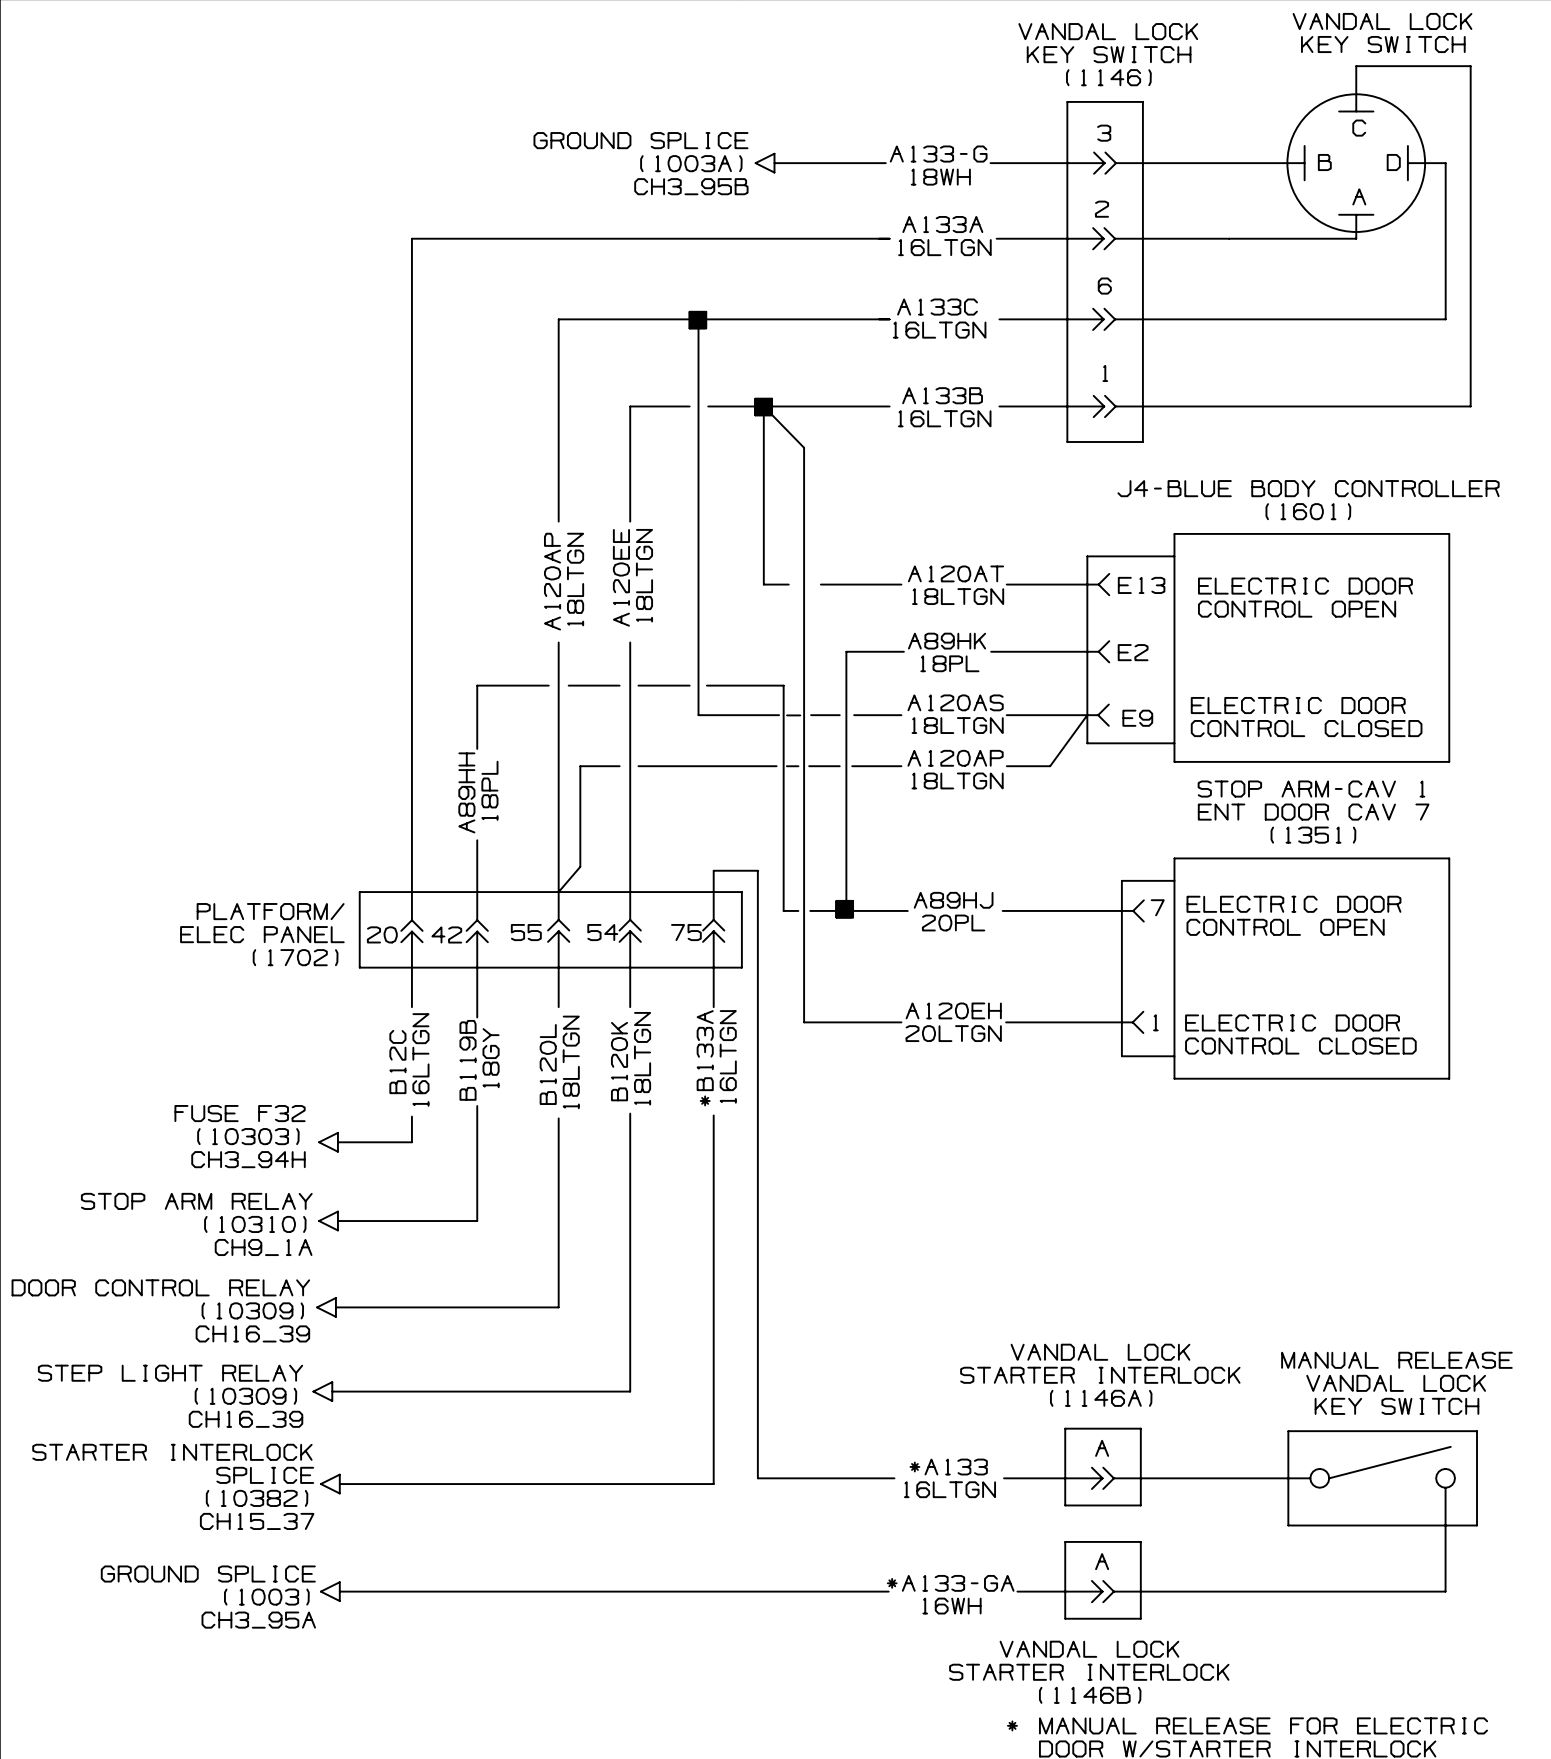 VANDAL LOCK
KEY SWITCH
(1146)
VANDAL LOCK
KEY SWITCH
C
B
D
A
GROUND SPLICE
(1003A)
CH3_95B
A133-G
18WH
3
A133A
16LTGN
2
A133C
16LTGN
6
A133B
16LTGN
1
J4-BLUE BODY CONTROLLER
(1601)
A120AP
18LTGN
A120EE
18LTGN
A120AT
18LTGN
E13
ELECTRIC DOOR
CONTROL OPEN
A89HK
18PL
E2
A120AS
18LTGN
E9
ELECTRIC DOOR
CONTROL CLOSED
A120AP
18LTGN
A89HH
18PL
STOP ARM-CAV 1
ENT DOOR CAV 7
(1351)
A89HJ
20PL
7
ELECTRIC DOOR
CONTROL OPEN
A120EH
20LTGN
1
ELECTRIC DOOR
CONTROL CLOSED
PLATFORM/
ELEC PANEL
(1702)
20
42
55
54
75
B12C
16LTGN
B119B
18GY
B120L
18LTGN
B120K
18LTGN
*B133A
16LTGN
FUSE F32
(10303)
CH3_94H
STOP ARM RELAY
(10310)
CH9_1A
DOOR CONTROL RELAY
(10309)
CH16_39
STEP LIGHT RELAY
(10309)
CH16_39
STARTER INTERLOCK
SPLICE
(10382)
CH15_37
GROUND SPLICE
(1003)
CH3_95A
VANDAL LOCK
STARTER INTERLOCK
(1146A)
MANUAL RELEASE
VANDAL LOCK
KEY SWITCH
*A133
16LTGN
A
*A133-GA
16WH
A
VANDAL LOCK
STARTER INTERLOCK
(1146B)
* MANUAL RELEASE FOR ELECTRIC
DOOR W/STARTER INTERLOCK